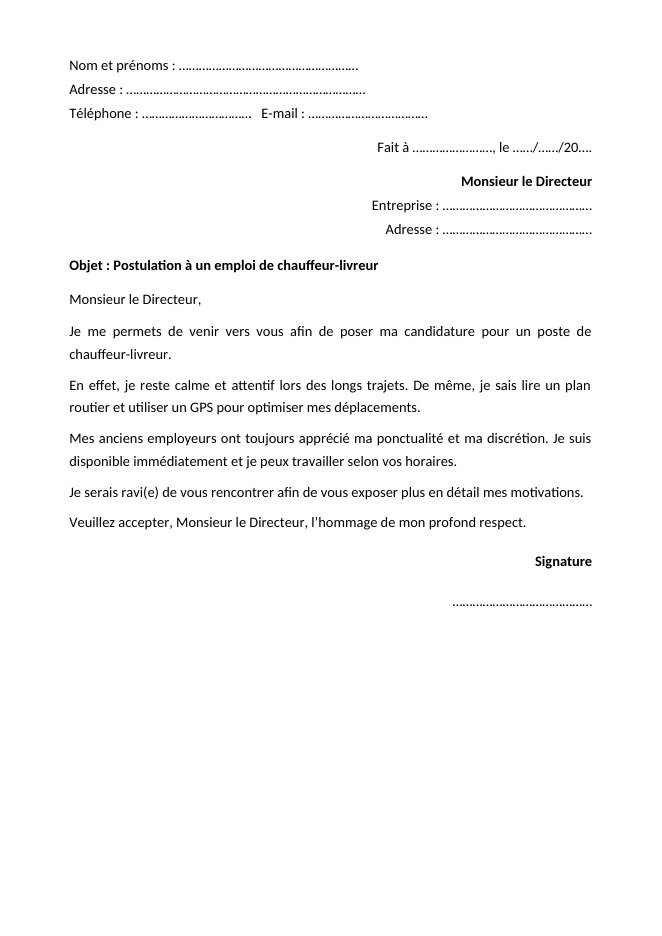 Nom et prénoms : ……………………………………………….
Adresse : ………………………………………………………………
Téléphone : …………………………… E-mail : ………………………………
Fait à ……………………, le ……/……/20….
Monsieur le Directeur
Entreprise : ………………………………………
Adresse : ………………………………………
Objet : Postulation à un emploi de chauffeur-livreur
Monsieur le Directeur,
Je me permets de venir vers vous afin de poser ma candidature pour un poste de
chauffeur-livreur.
En effet, je reste calme et attentif lors des longs trajets. De même, je sais lire un plan
routier et utiliser un GPS pour optimiser mes déplacements.
Mes anciens employeurs ont toujours apprécié ma ponctualité et ma discrétion. Je suis
disponible immédiatement et je peux travailler selon vos horaires.
Je serais ravi(e) de vous rencontrer afin de vous exposer plus en détail mes motivations.
Veuillez accepter, Monsieur le Directeur, l’hommage de mon profond respect.
Signature
……………………………………